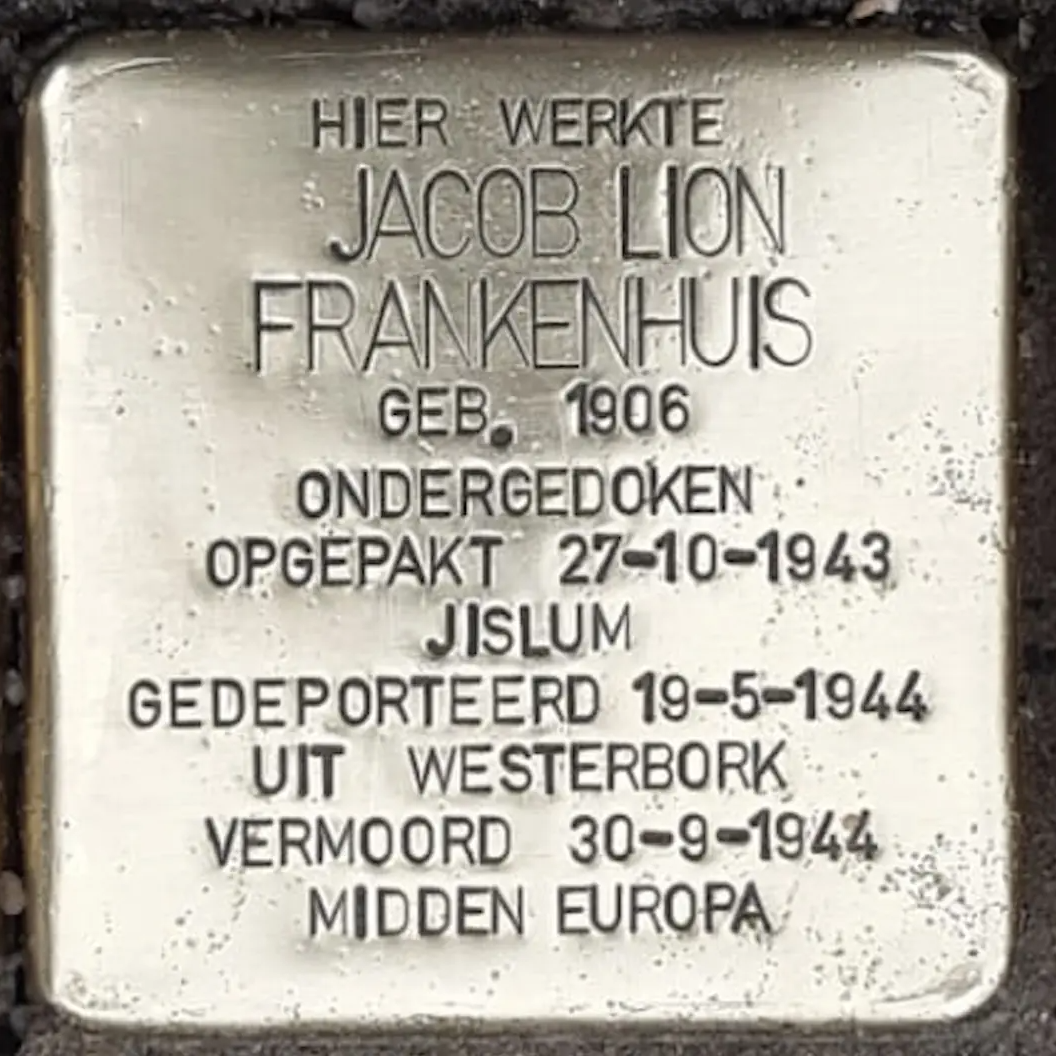 HIER WERKTE
JACOB LION
FRANKENHUIS
GEB. 1906
ONDERGEDOKEN
OPGEPAKT 27-10-1943
JISLUM
GEDEPORTEERD 19-5-1944
UIT WESTERBORK
VERMOORD 30-9-1944
MIDDEN EUROPA